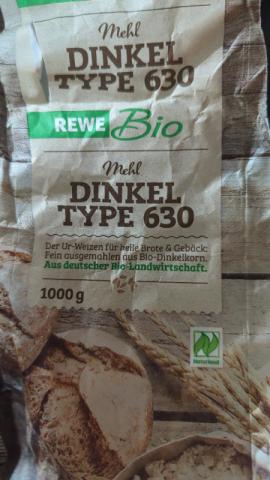 Mehl
DINKEL
TYPE 630
REWE Bio
Mehl
DINKEL
TYPE 630
Der Ur-Weizen für helle Brote & Gebäck:
Fein ausgemahlen aus Bio-Dinkelkorn.
Aus deutscher Bio-Landwirtschaft.
1000 g
Naturland